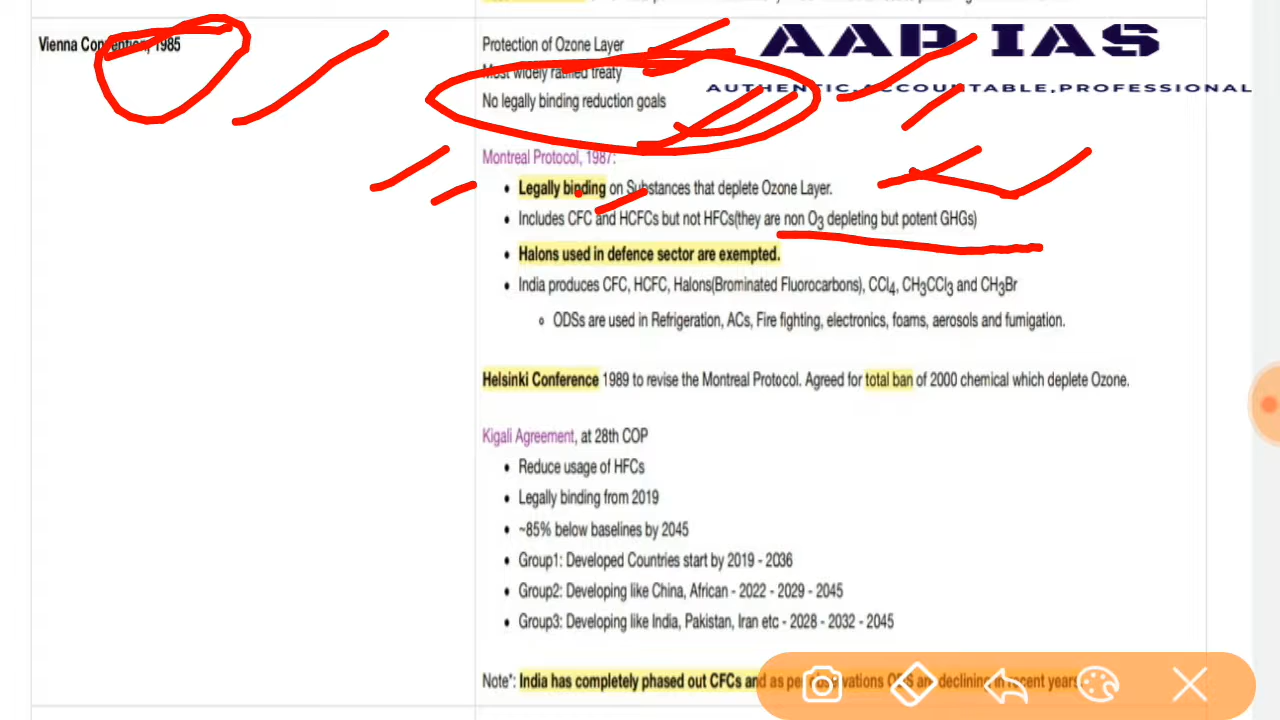 Vienna Convention, 1985
Protection of Ozone Layer
Most widely ratified treaty
No legally binding reduction goals
AAP IAS
AUTHENTIC,ACCOUNTABLE,PROFESSIONAL
Montreal Protocol, 1987:
• Legally binding on Substances that deplete Ozone Layer.
• Includes CFC and HCFCs but not HFCs(they are non O3 depleting but potent GHGs)
• Halons used in defence sector are exempted.
• India produces CFC, HCFC, Halons(Brominated Fluorocarbons), CCl4, CH3CCl3 and CH3Br
◦ ODSs are used in Refrigeration, ACs, Fire fighting, electronics, foams, aerosols and fumigation.
Helsinki Conference 1989 to revise the Montreal Protocol. Agreed for total ban of 2000 chemical which deplete Ozone.
Kigali Agreement, at 28th COP
• Reduce usage of HFCs
• Legally binding from 2019
• ~85% below baselines by 2045
• Group1: Developed Countries start by 2019 - 2036
• Group2: Developing like China, African - 2022 - 2029 - 2045
• Group3: Developing like India, Pakistan, Iran etc - 2028 - 2032 - 2045
Note*: India has completely phased out CFCs and as per observations ODS are declining in recent years